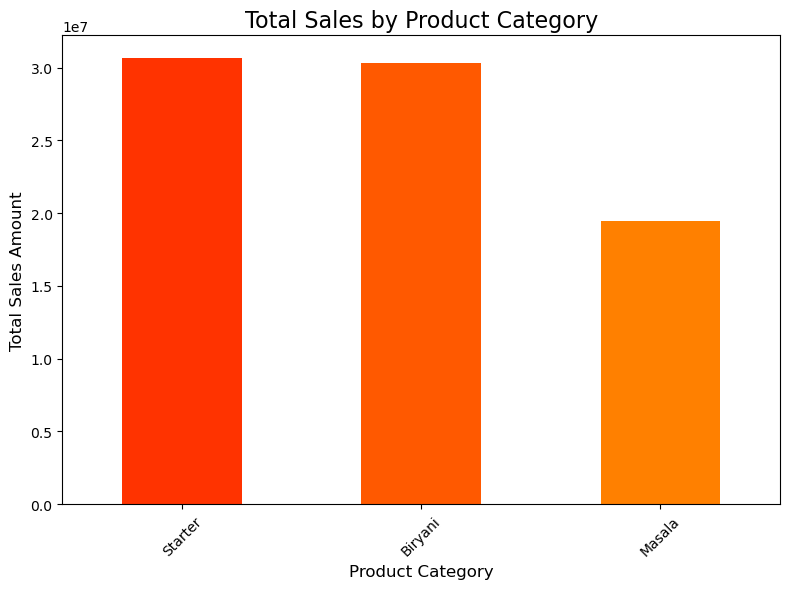 Total Sales by Product Category
1e7
3.0
2.5
2.0
1.5
1.0
0.5
0.0
Total Sales Amount
Starter
Biryani
Masala
Product Category